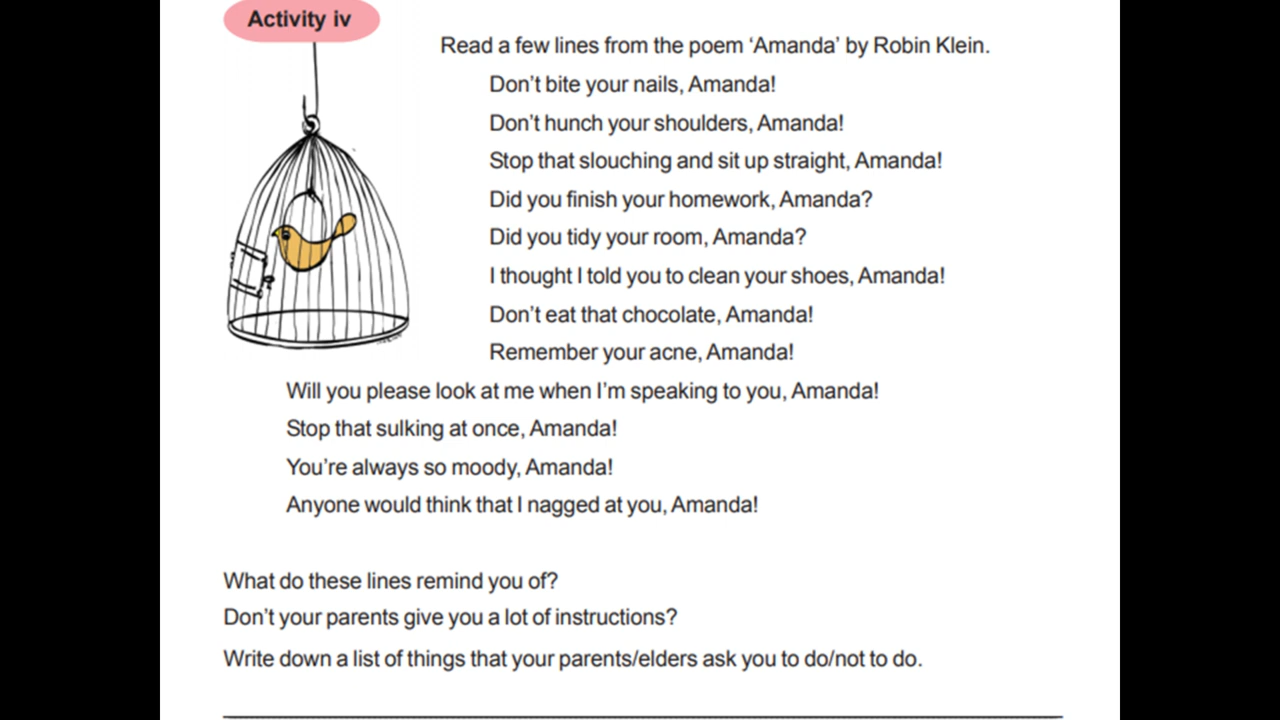 Activity iv
Read a few lines from the poem ‘Amanda’ by Robin Klein.
Don’t bite your nails, Amanda!
Don’t hunch your shoulders, Amanda!
Stop that slouching and sit up straight, Amanda!
Did you finish your homework, Amanda?
Did you tidy your room, Amanda?
I thought I told you to clean your shoes, Amanda!
Don’t eat that chocolate, Amanda!
Remember your acne, Amanda!
Will you please look at me when I’m speaking to you, Amanda!
Stop that sulking at once, Amanda!
You’re always so moody, Amanda!
Anyone would think that I nagged at you, Amanda!
What do these lines remind you of?
Don’t your parents give you a lot of instructions?
Write down a list of things that your parents/elders ask you to do/not to do.